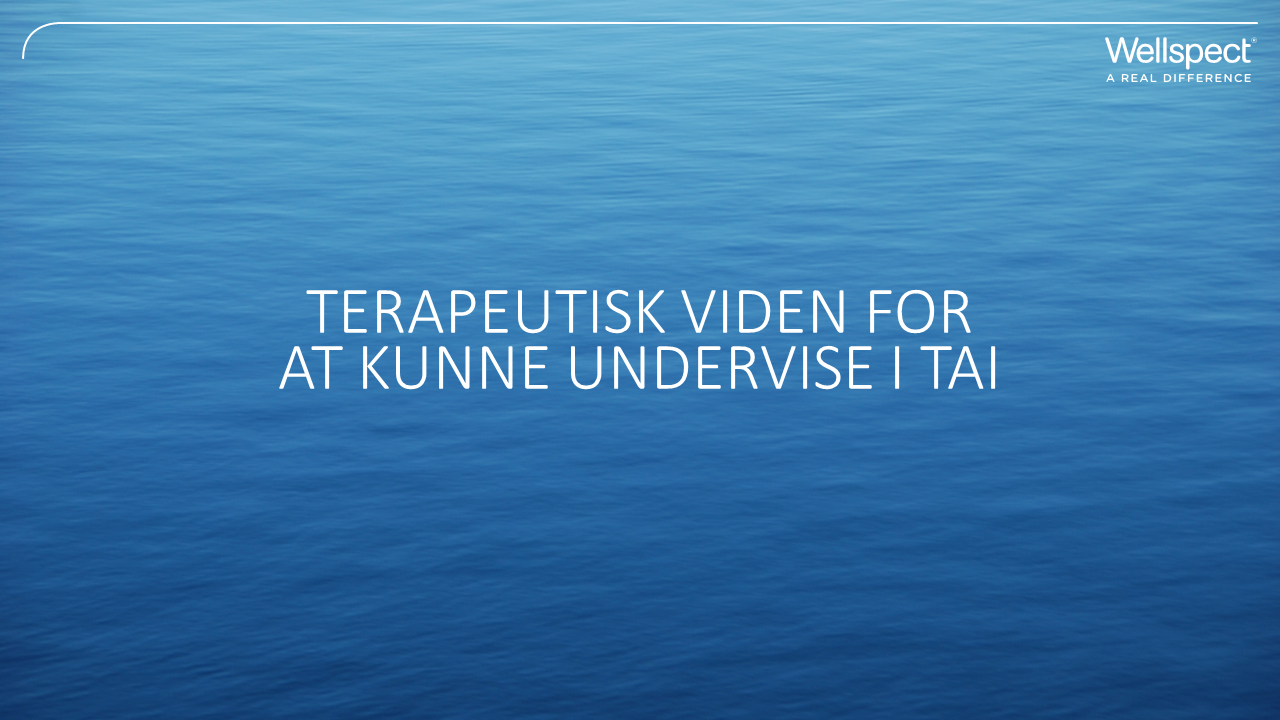 Wellspect®
A REAL DIFFERENCE
TERAPEUTISK VIDEN FOR
AT KUNNE UNDERVISE I TAI